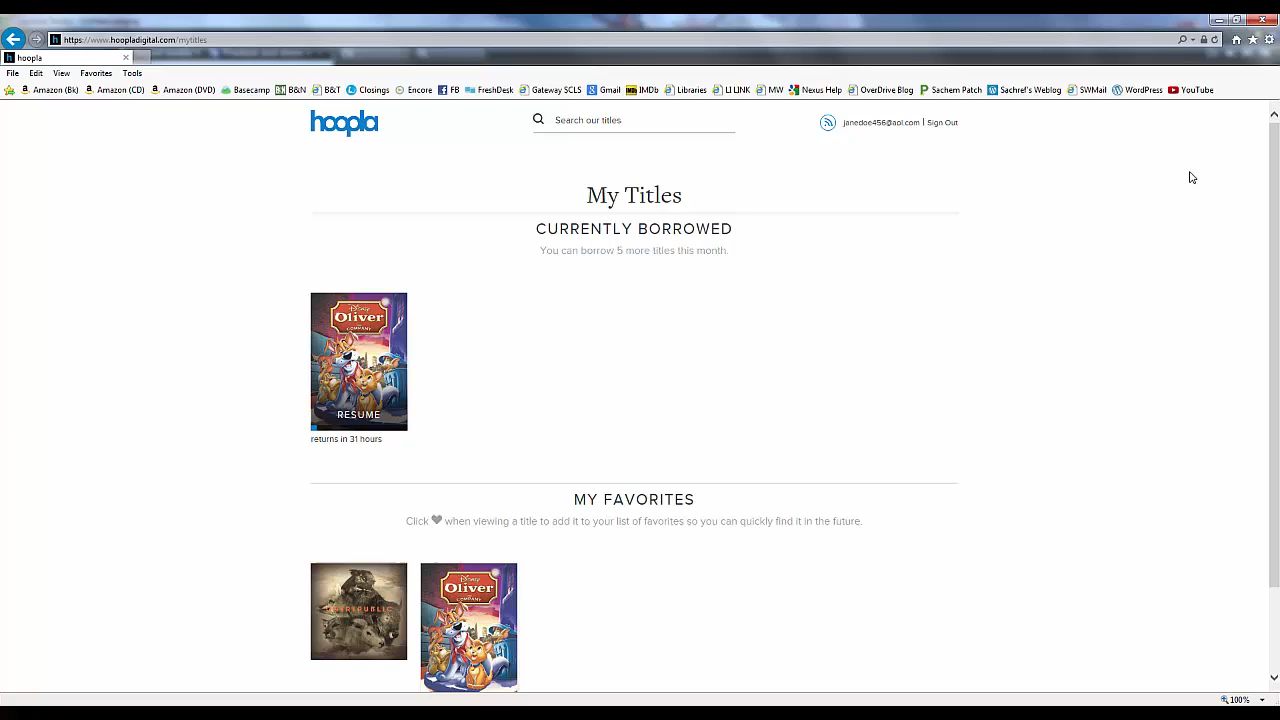 https://www.hoopladigital.com/mytitles
hoopla
File Edit View Favorites Tools
Amazon (Bk) Amazon (CD) Amazon (DVD) Basecamp B&N B&T Closings Encore FB FreshDesk Gateway SCLS Gmail IMDb Libraries LI LINK MW Nexus Help OverDrive Blog Sachem Patch Sachref's Weblog SWMail WordPress YouTube
hoopla
Search our titles
janedoe456@aol.com | Sign Out
My Titles
CURRENTLY BORROWED
You can borrow 5 more titles this month.
Disney
Oliver
COMPANY
RESUME
returns in 31 hours
MY FAVORITES
Click when viewing a title to add it to your list of favorites so you can quickly find it in the future.
Disney
Oliver
COMPANY
100%